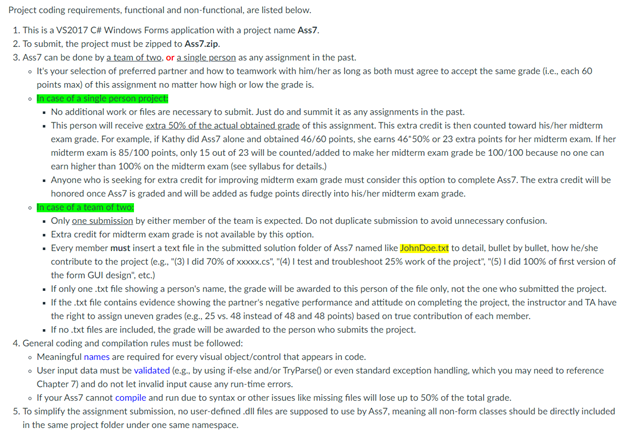 Project coding requirements, functional and non-functional, are listed below.
1. This is a VS2017 C# Windows Forms application with a project name Ass7.
2. To submit, the project must be zipped to Ass7.zip.
3. Ass7 can be done by a team of two, or a single person as any assignment in the past.
It's your selection of preferred partner and how to teamwork with him/her as long as both must agree to accept the same grade (i.e., each 60
points max) of this assignment no matter how high or low the grade is.
In case of a single person project:
No additional work or files are necessary to submit. Just do and summit it as any assignments in the past.
This person will receive extra 50% of the actual obtained grade of this assignment. This extra credit is then counted toward his/her midterm
exam grade. For example, if Kathy did Ass7 alone and obtained 46/60 points, she earns 46*50% or 23 extra points for her midterm exam. If her
midterm exam is 85/100 points, only 15 out of 23 will be counted/added to make her midterm exam grade be 100/100 because no one can
earn higher than 100% on the midterm exam (see syllabus for details.)
Anyone who is seeking for extra credit for improving midterm exam grade must consider this option to complete Ass7. The extra credit will be
honored once Ass7 is graded and will be added as fudge points directly into his/her midterm exam grade.
In case of a team of two:
Only one submission by either member of the team is expected. Do not duplicate submission to avoid unnecessary confusion.
Extra credit for midterm exam grade is not available by this option.
Every member must insert a text file in the submitted solution folder of Ass7 named like JohnDoe.txt to detail, bullet by bullet, how he/she
contribute to the project (e.g., "(3) I did 70% of xxxxx.cs", "(4) I test and troubleshoot 25% work of the project", "(5) I did 100% of first version of
the form GUI design", etc.)
If only one .txt file showing a person's name, the grade will be awarded to this person of the file only, not the one who submitted the project.
If the .txt file contains evidence showing the partner's negative performance and attitude on completing the project, the instructor and TA have
the right to assign uneven grades (e.g., 25 vs. 48 instead of 48 and 48 points) based on true contribution of each member.
If no .txt files are included, the grade will be awarded to the person who submits the project.
4. General coding and compilation rules must be followed:
Meaningful names are required for every visual object/control that appears in code.
User input data must be validated (e.g., by using if-else and/or TryParse() or even standard exception handling, which you may need to reference
Chapter 7) and do not let invalid input cause any run-time errors.
If your Ass7 cannot compile and run due to syntax or other issues like missing files will lose up to 50% of the total grade.
5. To simplify the assignment submission, no user-defined .dll files are supposed to use by Ass7, meaning all non-form classes should be directly included
in the same project folder under one same namespace.